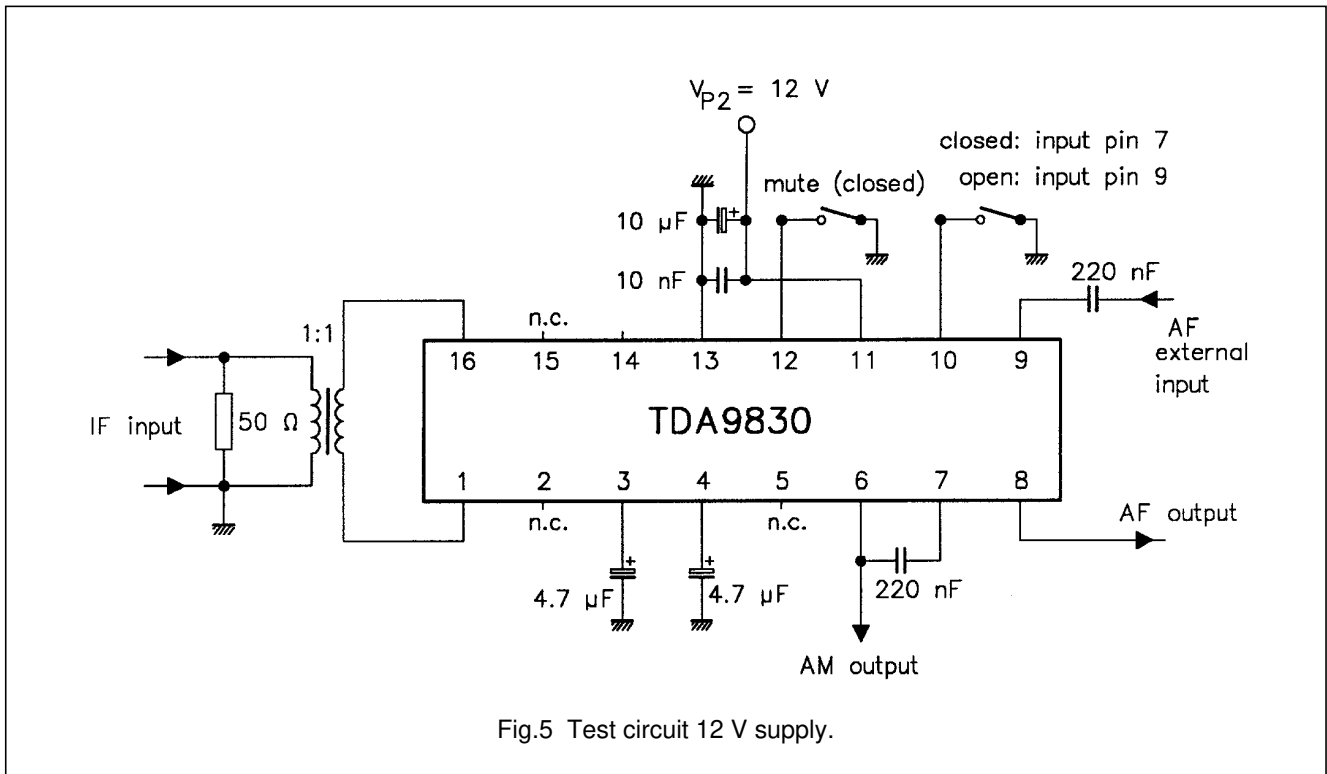 V_P2 = 12 V
closed: input pin 7
mute (closed)
open: input pin 9
10 µF
+
10 nF
220 nF
n.c.
1:1
AF
external
input
16 15 14 13 12 11 10 9
IF input
50 Ω
TDA9830
1 2 3 4 5 6 7 8
n.c.
n.c.
AF output
+
+
4.7 µF
4.7 µF
220 nF
AM output
Fig.5 Test circuit 12 V supply.